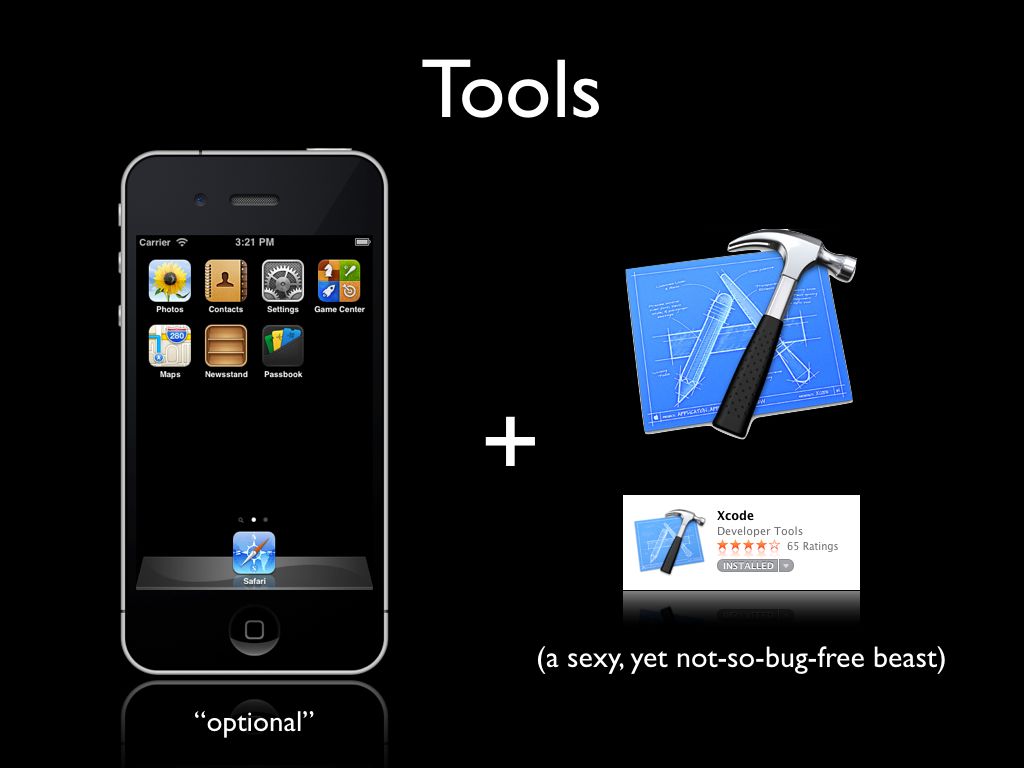 Tools
Carrier 3:21 PM
Photos Contacts Settings Game Center
280
Maps Newsstand Passbook
Safari
“optional”
+
Xcode
Developer Tools
65 Ratings
INSTALLED
(a sexy, yet not-so-bug-free beast)